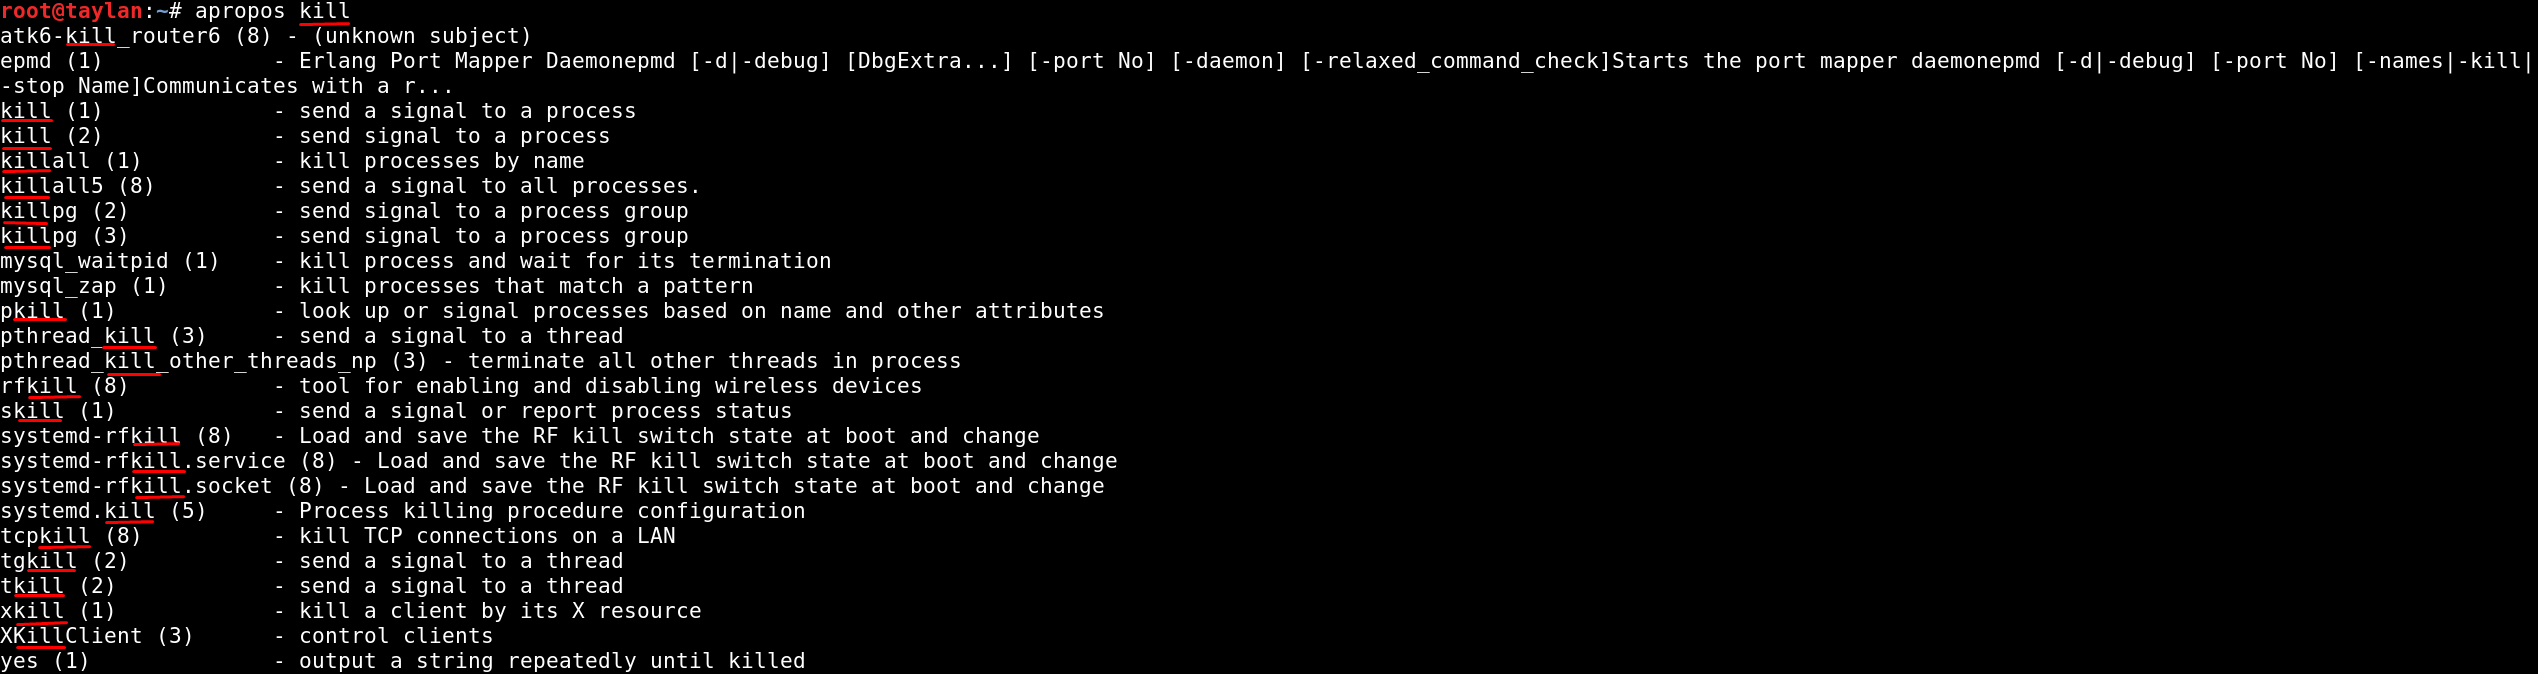 root@taylan:~# apropos kill
atk6-kill_router6 (8) - (unknown subject)
epmd (1)             - Erlang Port Mapper Daemonepmd [-d|-debug] [DbgExtra...] [-port No] [-daemon] [-relaxed_command_check]Starts the port mapper daemonepmd [-d|-debug] [-port No] [-names|-kill|
-stop Name]Communicates with a r...
kill (1)             - send a signal to a process
kill (2)             - send signal to a process
killall (1)          - kill processes by name
killall5 (8)         - send a signal to all processes.
killpg (2)           - send signal to a process group
killpg (3)           - send signal to a process group
mysql_waitpid (1)    - kill process and wait for its termination
mysql_zap (1)        - kill processes that match a pattern
pkill (1)            - look up or signal processes based on name and other attributes
pthread_kill (3)     - send a signal to a thread
pthread_kill_other_threads_np (3) - terminate all other threads in process
rfkill (8)           - tool for enabling and disabling wireless devices
skill (1)            - send a signal or report process status
systemd-rfkill (8)   - Load and save the RF kill switch state at boot and change
systemd-rfkill.service (8) - Load and save the RF kill switch state at boot and change
systemd-rfkill.socket (8) - Load and save the RF kill switch state at boot and change
systemd.kill (5)     - Process killing procedure configuration
tcpkill (8)          - kill TCP connections on a LAN
tgkill (2)           - send a signal to a thread
tkill (2)            - send a signal to a thread
xkill (1)            - kill a client by its X resource
XKillClient (3)      - control clients
yes (1)              - output a string repeatedly until killed